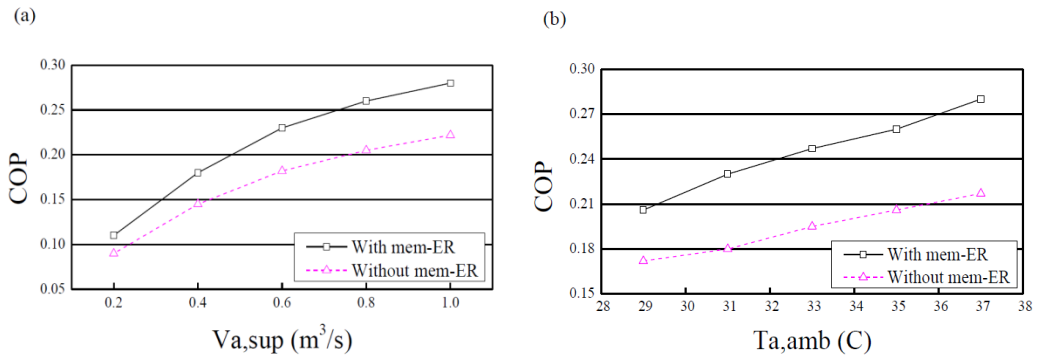 (a)
0.30
0.25
0.20
0.15
0.10
0.05
COP
With mem-ER
Without mem-ER
0.2 0.4 0.6 0.8 1.0
Va,sup (m³/s)
(b)
0.30
0.27
0.24
0.21
0.18
0.15
COP
With mem-ER
Without mem-ER
28 29 30 31 32 33 34 35 36 37 38
Ta,amb (C)